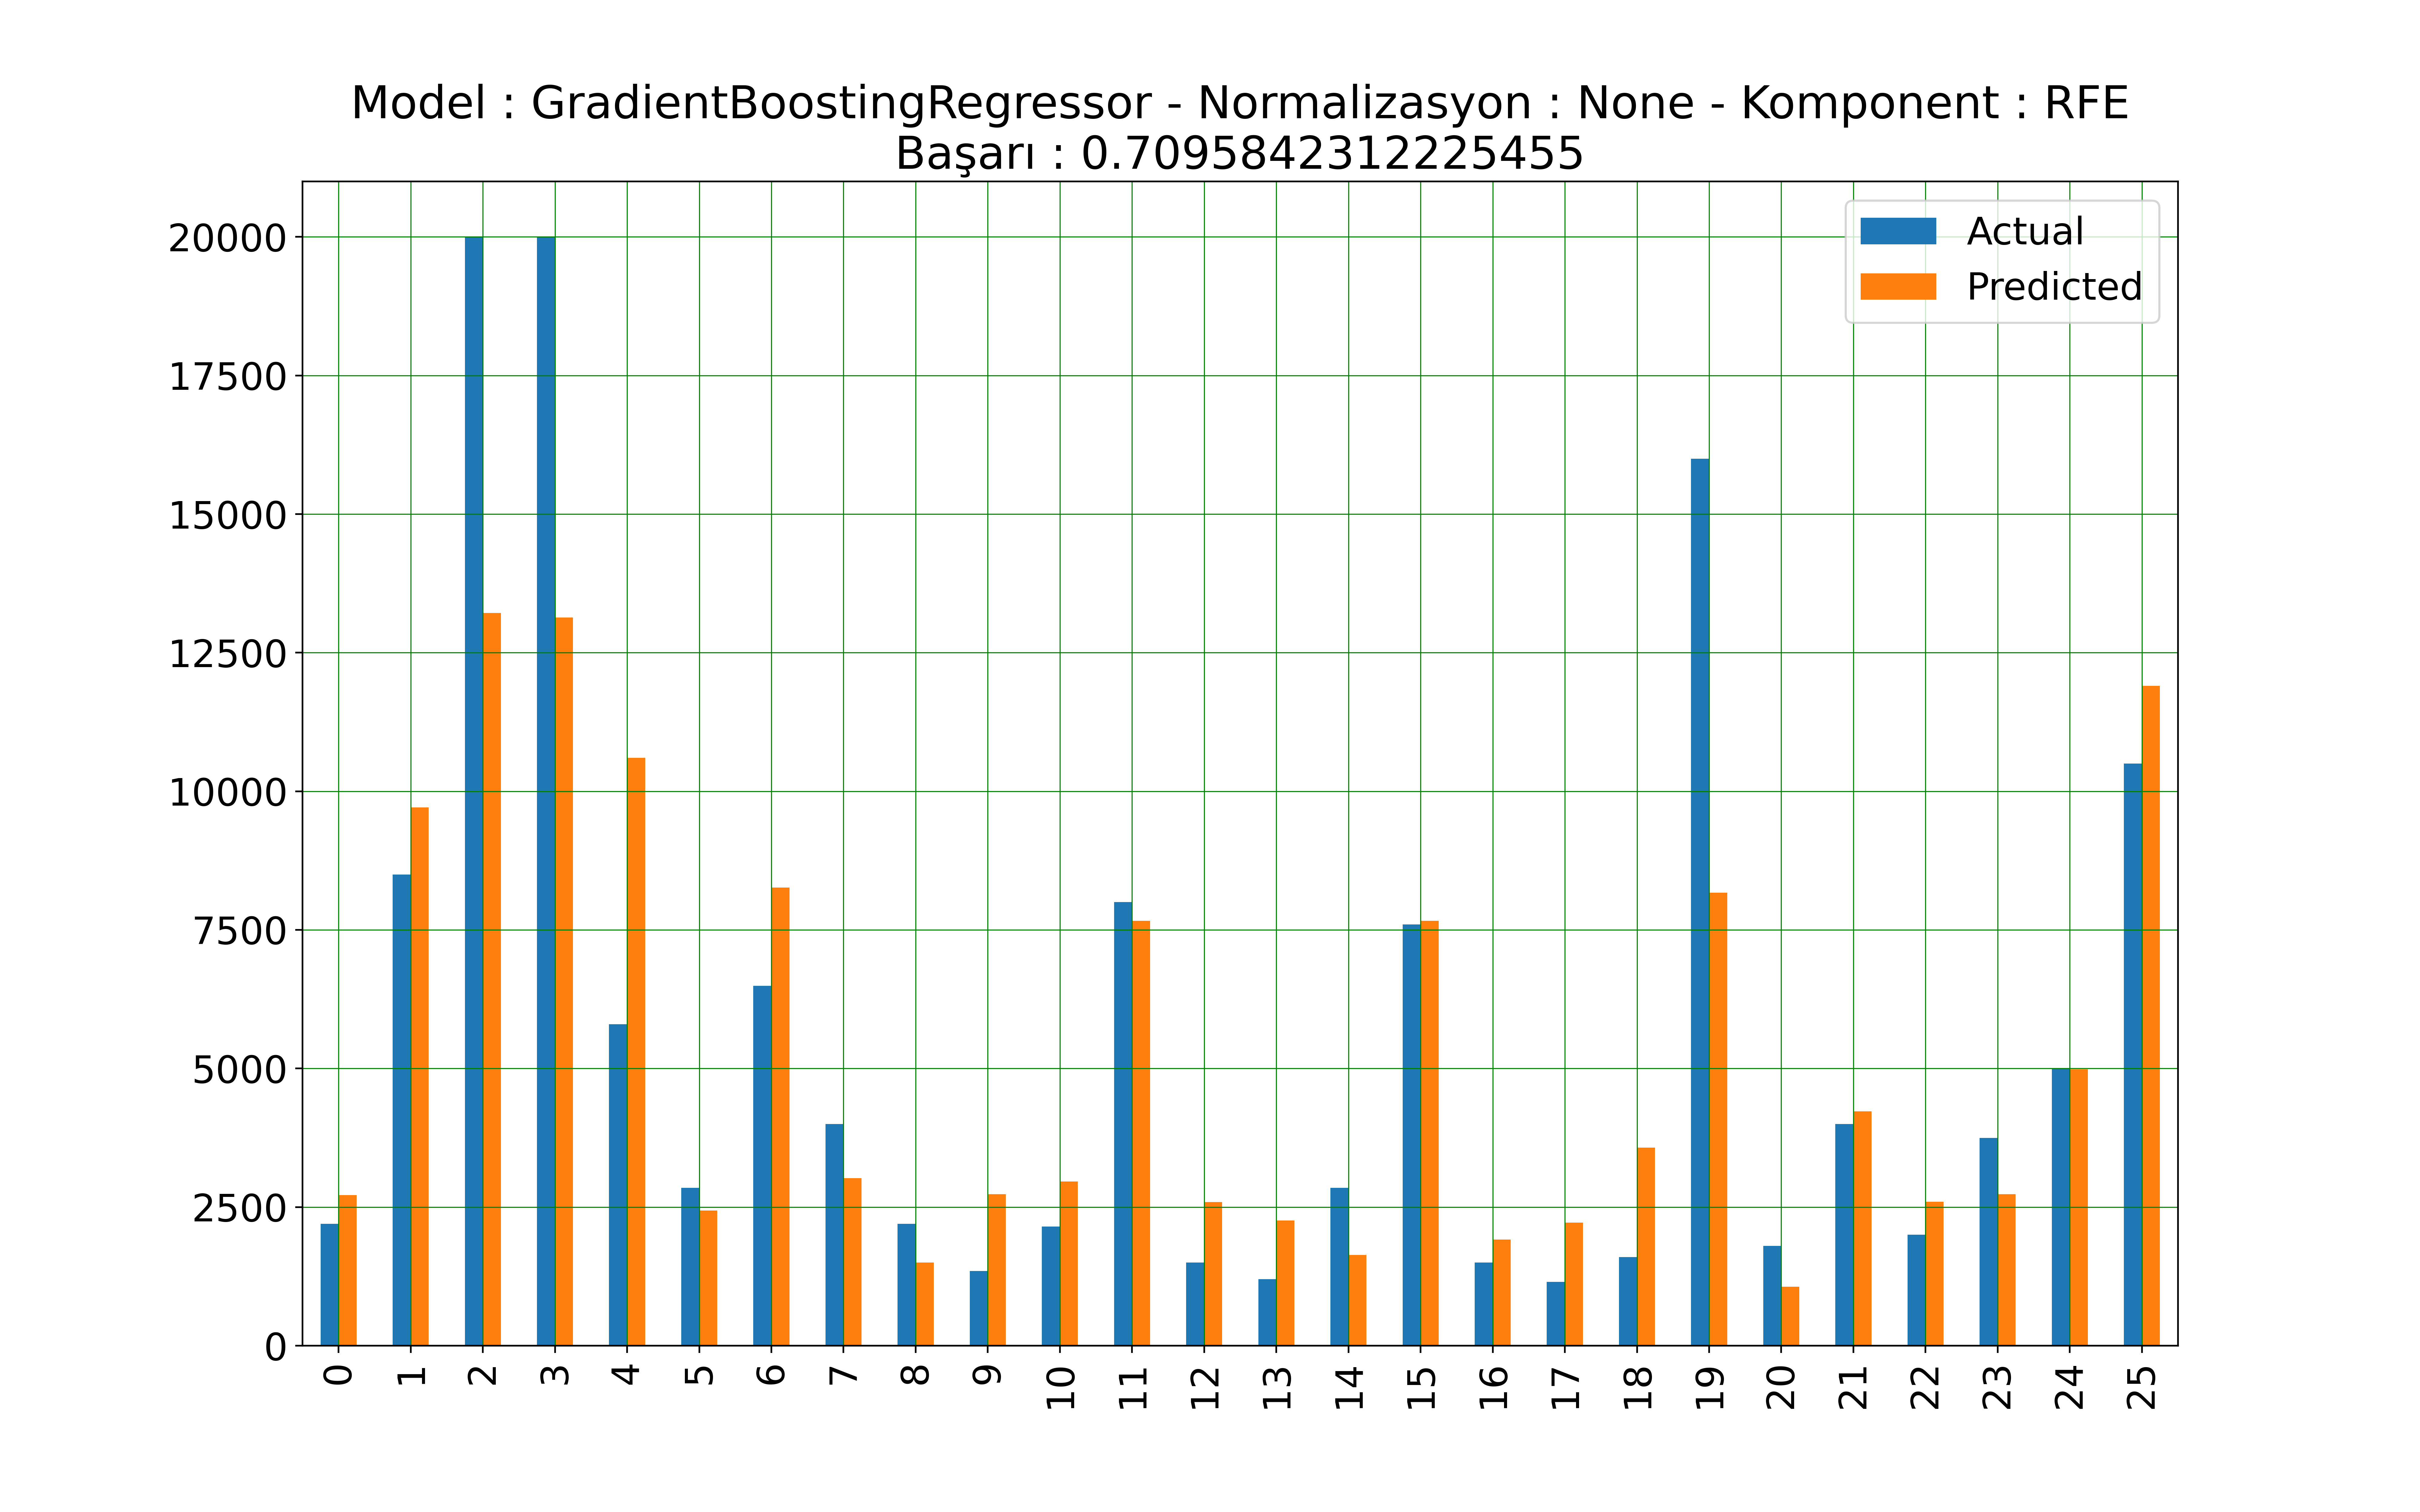 Model : GradientBoostingRegressor - Normalizasyon : None - Komponent : RFE
Başarı : 0.7095842312225455
Actual
Predicted
20000
17500
15000
12500
10000
7500
5000
2500
0
0 1 2 3 4 5 6 7 8 9 10 11 12 13 14 15 16 17 18 19 20 21 22 23 24 25